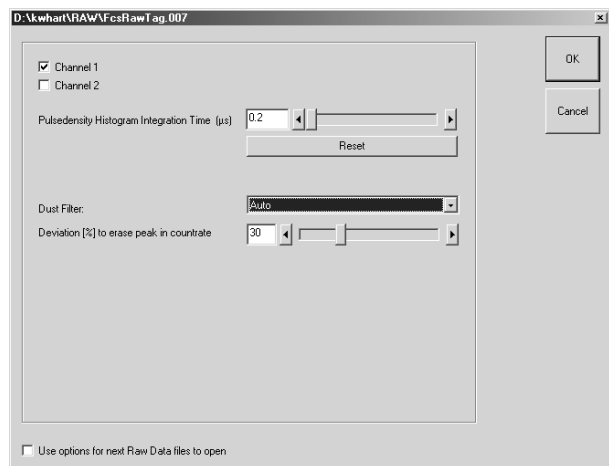 D:\kwhart\RAW\FcsRawTag.007
OK
Cancel
Channel 1
Channel 2
Pulsedensity Histogram Integration Time (µs)
0.2
Reset
Dust Filter:
Auto
Deviation [%] to erase peak in countrate
30
Use options for next Raw Data files to open